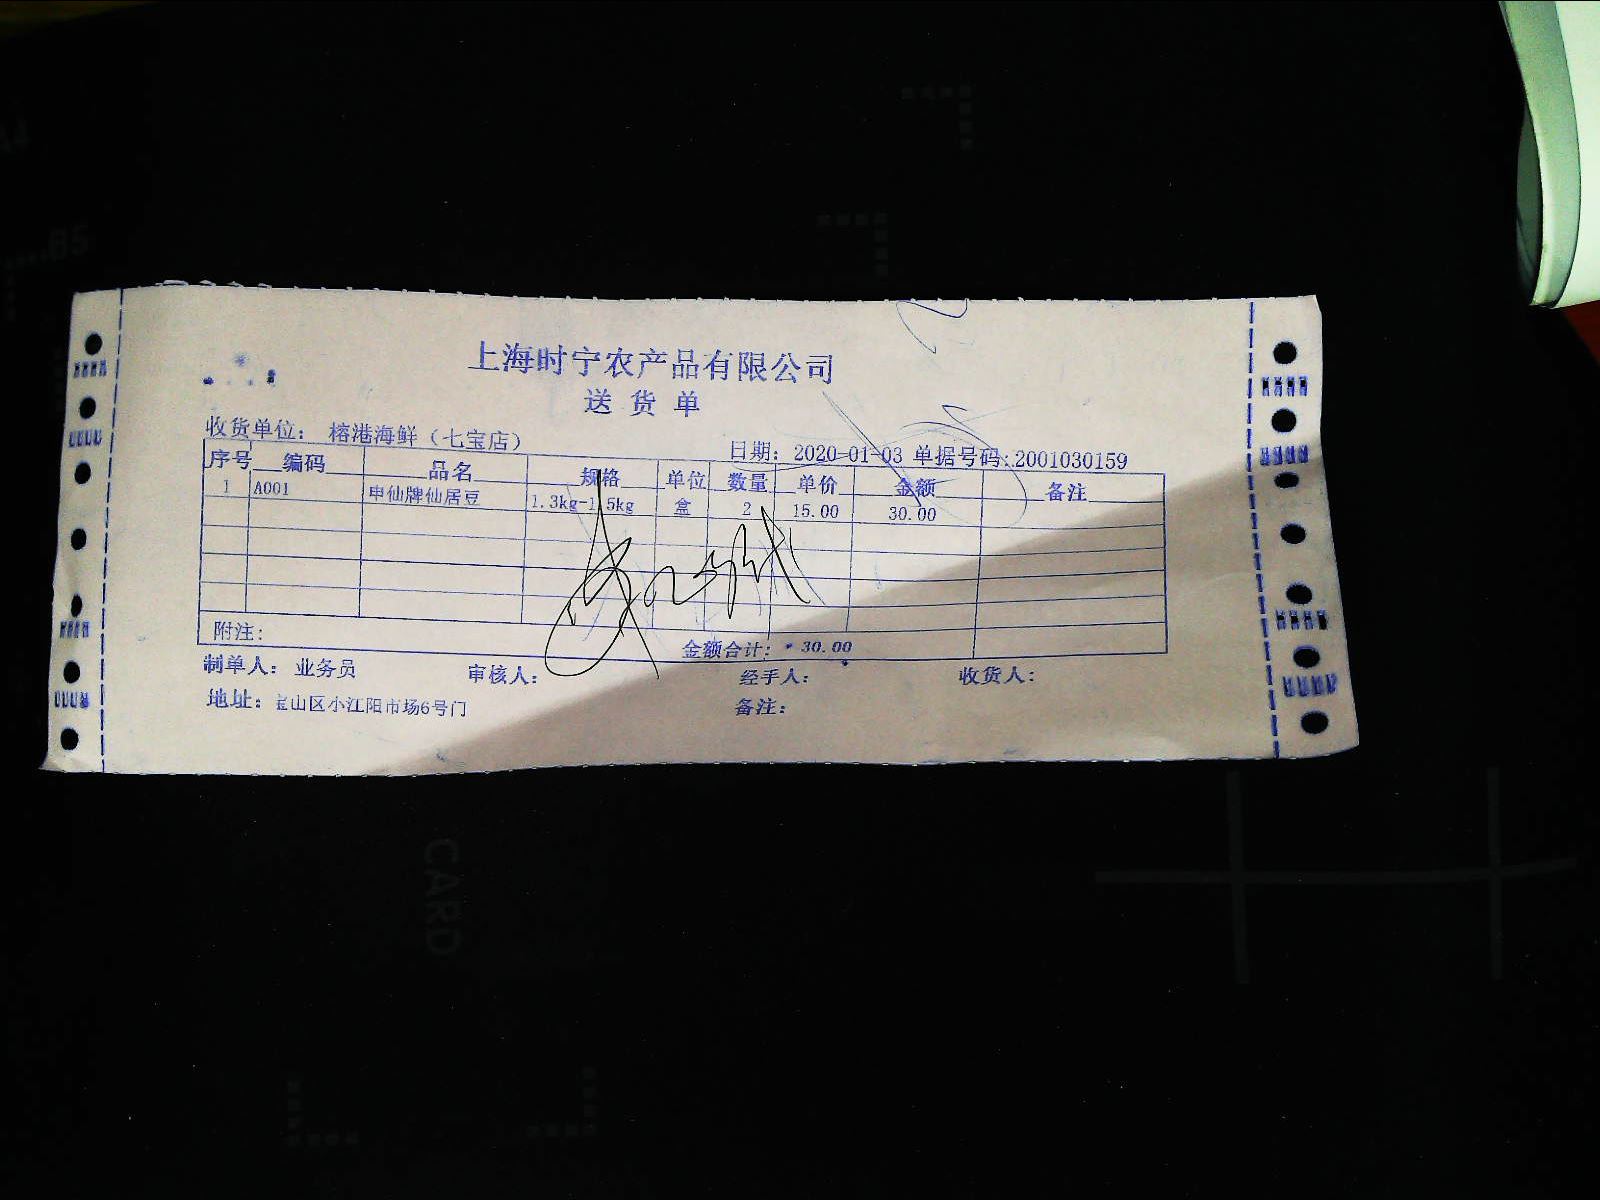 上海时宁农产品有限公司
送货单
收货单位: 榕港海鲜(七宝店) 日期: 2020-01-03 单据号码:2001030159
序号 编码 品名 规格 单位 数量 单价 金额 备注
1 A001 申仙牌仙居豆 1.3kg-1.5kg 盒 2 15.00 30.00
附注: 金额合计: * 30.00
制单人: 业务员 审核人: 经手人: 收货人:
地址: 宝山区小江阳市场6号门 备注:
CARD
B5